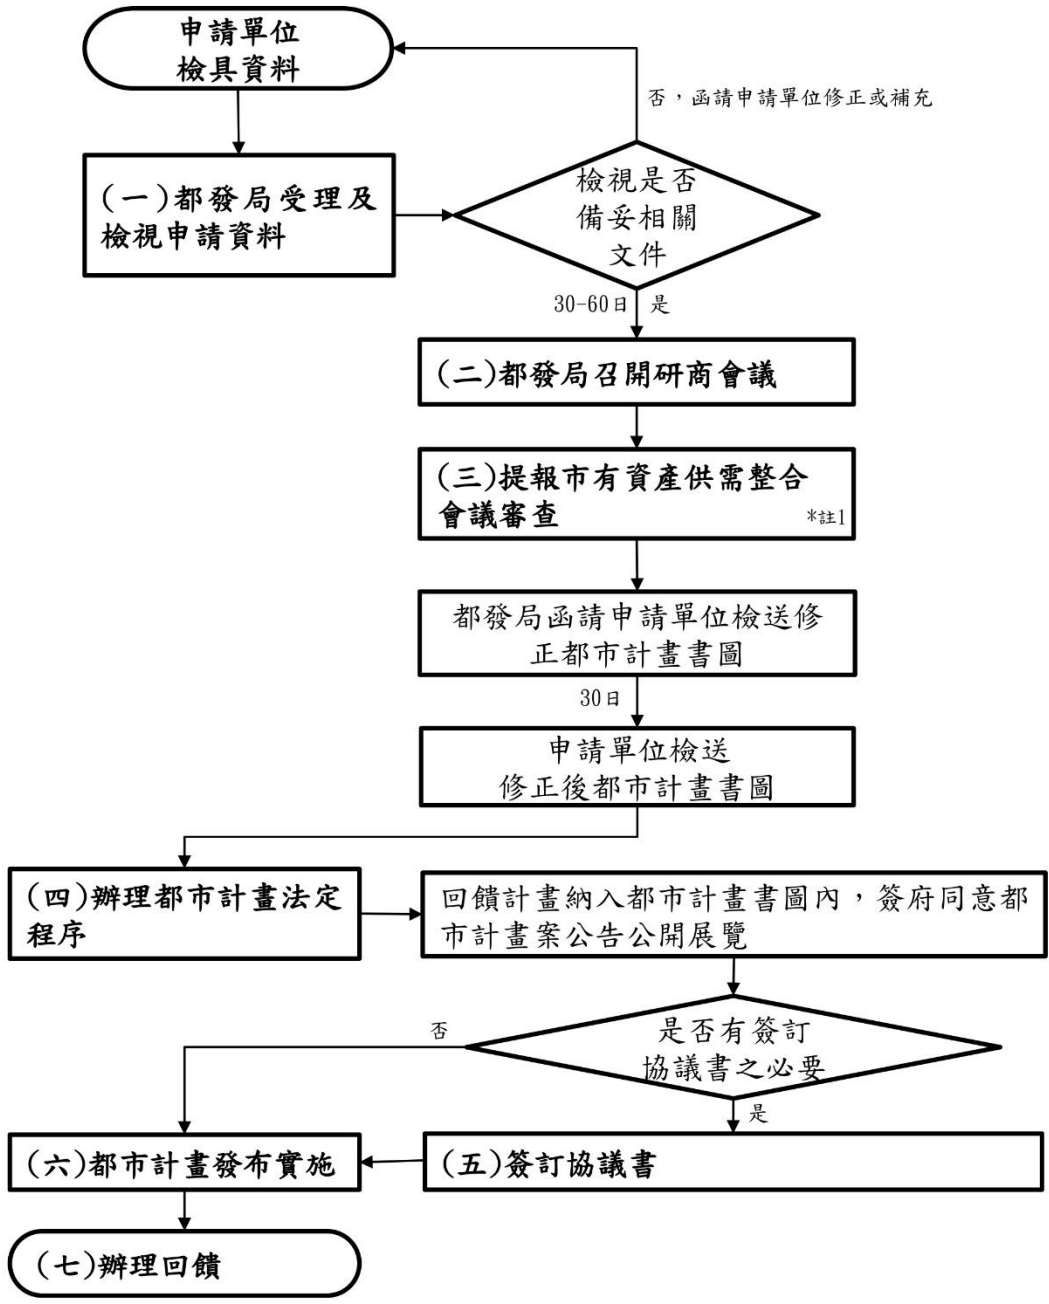 申請單位
檢具資料
否，函請申請單位修正或補充
(一)都發局受理及
檢視申請資料
檢視是否
備妥相關
文件
30-60日 是
(二)都發局召開研商會議
(三)提報市有資產供需整合
會議審查 *註1
都發局函請申請單位檢送修
正都市計畫書圖
30日
申請單位檢送
修正後都市計畫書圖
(四)辦理都市計畫法定
程序
回饋計畫納入都市計畫書圖內，簽府同意都
市計畫案公告公開展覽
是否有簽訂
協議書之必要
否
是
(五)簽訂協議書
(六)都市計畫發布實施
(七)辦理回饋